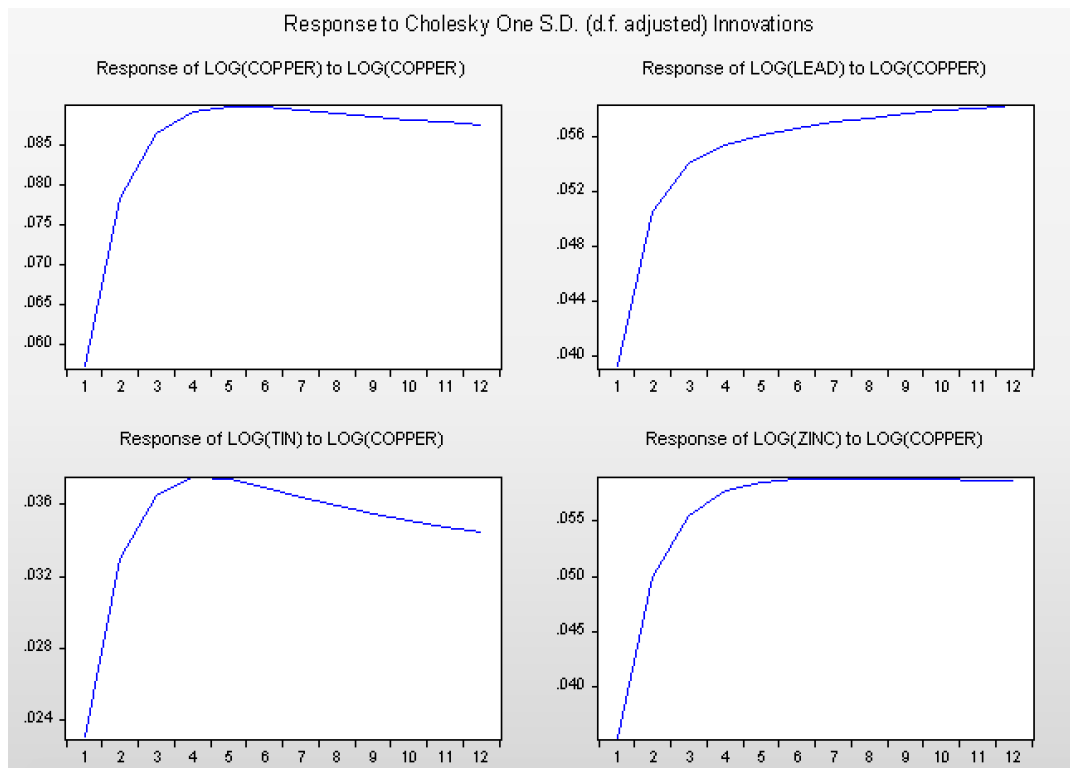 Response to Cholesky One S.D. (d.f. adjusted) Innovations
Response of LOG(COPPER) to LOG(COPPER)
.085
.080
.075
.070
.065
.060
1 2 3 4 5 6 7 8 9 10 11 12
Response of LOG(LEAD) to LOG(COPPER)
.056
.052
.048
.044
.040
1 2 3 4 5 6 7 8 9 10 11 12
Response of LOG(TIN) to LOG(COPPER)
.036
.032
.028
.024
1 2 3 4 5 6 7 8 9 10 11 12
Response of LOG(ZINC) to LOG(COPPER)
.055
.050
.045
.040
1 2 3 4 5 6 7 8 9 10 11 12